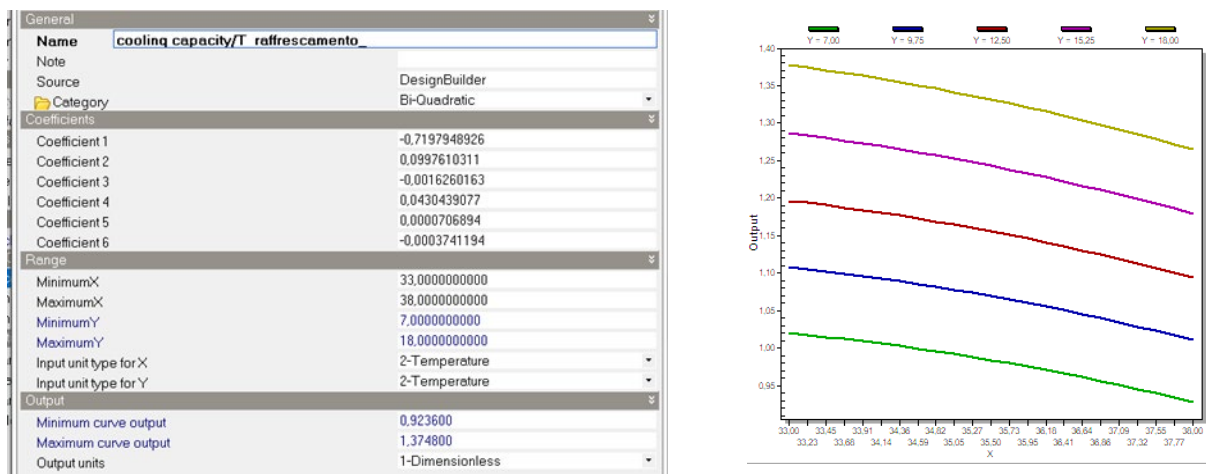 General
Name cooling capacity/T_raffrescamento_
Note
Source DesignBuilder
Category Bi-Quadratic
Coefficients
Coefficient 1 -0,7197948926
Coefficient 2 0,0997610311
Coefficient 3 -0,0016260163
Coefficient 4 0,0430439077
Coefficient 5 0,0000706894
Coefficient 6 -0,0003741194
Range
MinimumX 33,0000000000
MaximumX 38,0000000000
MinimumY 7,0000000000
MaximumY 18,0000000000
Input unit type for X 2-Temperature
Input unit type for Y 2-Temperature
Output
Minimum curve output 0,923600
Maximum curve output 1,374800
Output units 1-Dimensionless
Y = 7,00 Y = 9,75 Y = 12,50 Y = 15,25 Y = 18,00
1,40
1,35
1,30
1,25
1,20
1,15
1,10
1,05
1,00
0,95
Output
33,00 33,45 33,91 34,36 34,82 35,27 35,73 36,18 36,64 37,09 37,55 38,00
33,23 33,68 34,14 34,59 35,05 35,50 35,95 36,41 36,86 37,32 37,77
X